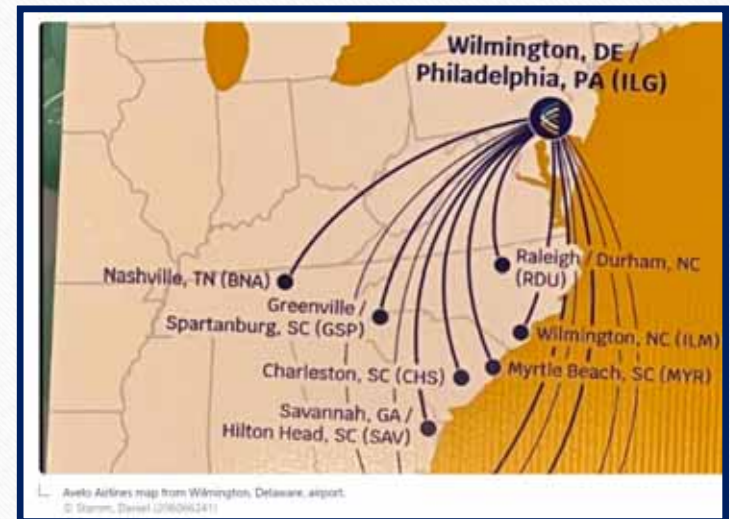 Wilmington, DE /
Philadelphia, PA (ILG)
Nashville, TN (BNA)
Raleigh / Durham, NC
(RDU)
Greenville /
Spartanburg, SC (GSP)
Wilmington, NC (ILM)
Charleston, SC (CHS)
Myrtle Beach, SC (MYR)
Savannah, GA /
Hilton Head, SC (SAV)
Avelo Airlines map from Wilmington, Delaware, airport.
© Stamm, Daniel